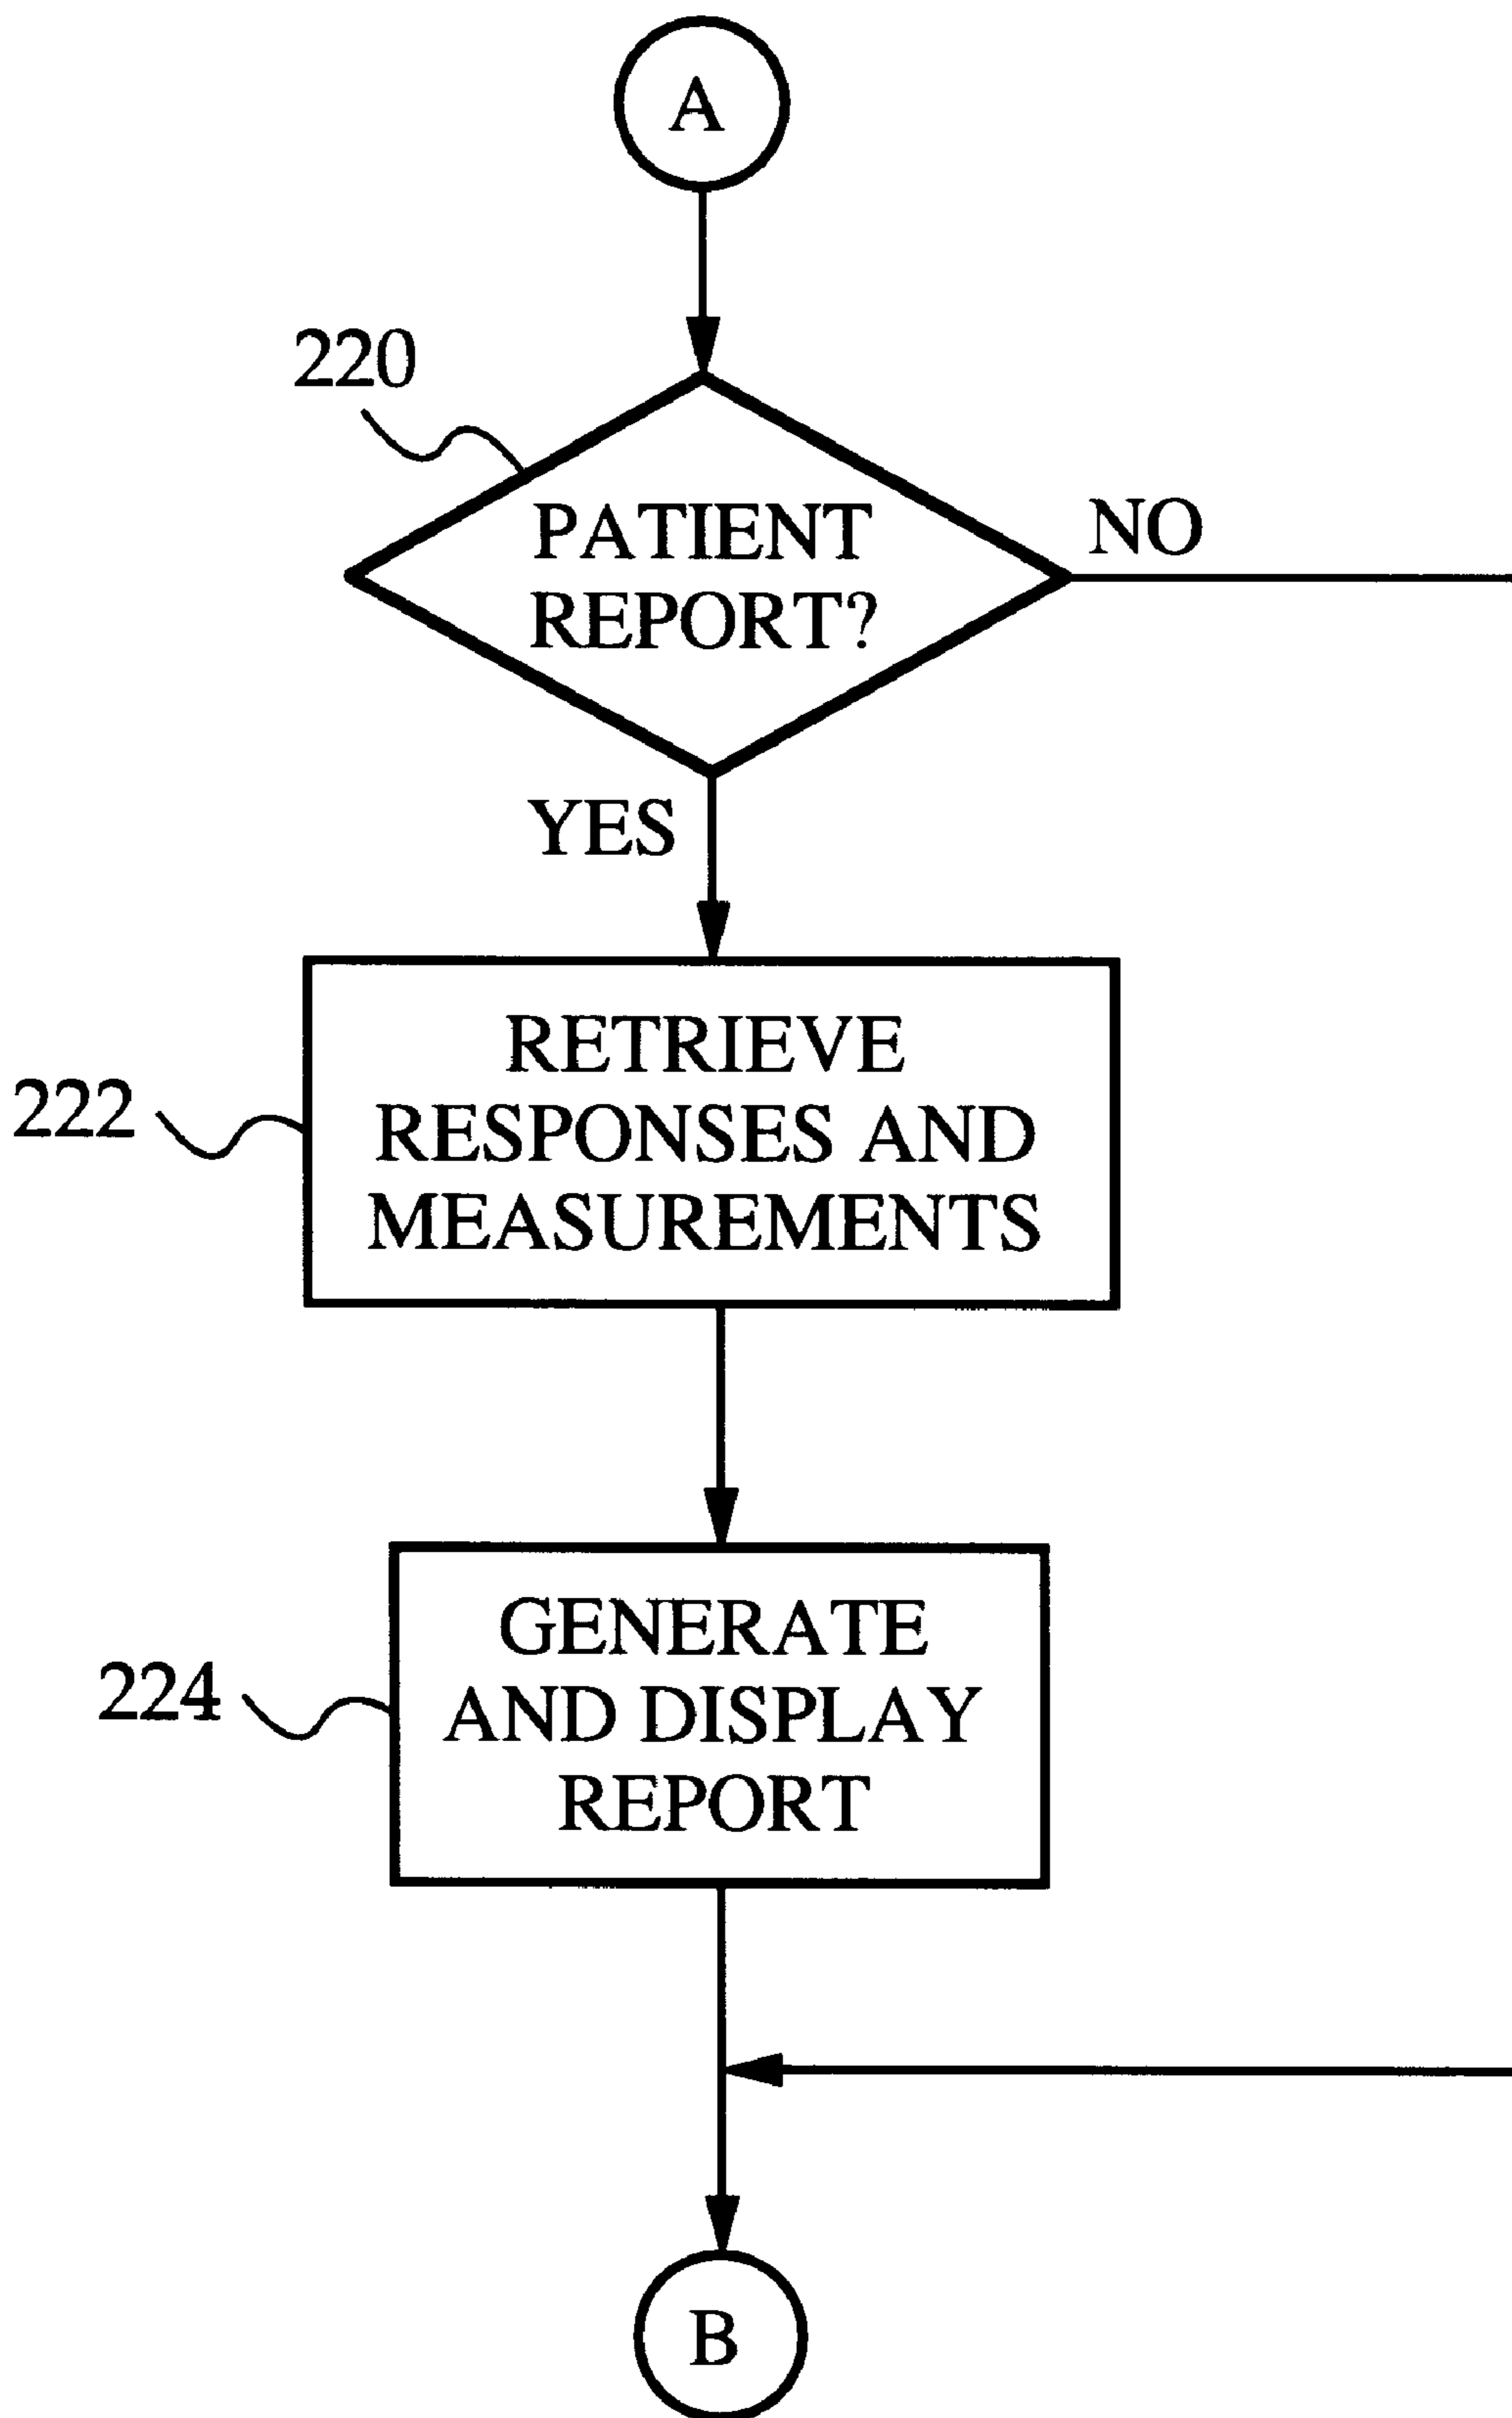 A
220
PATIENT
REPORT?
NO
YES
222
RETRIEVE
RESPONSES AND
MEASUREMENTS
224
GENERATE
AND DISPLAY
REPORT
B